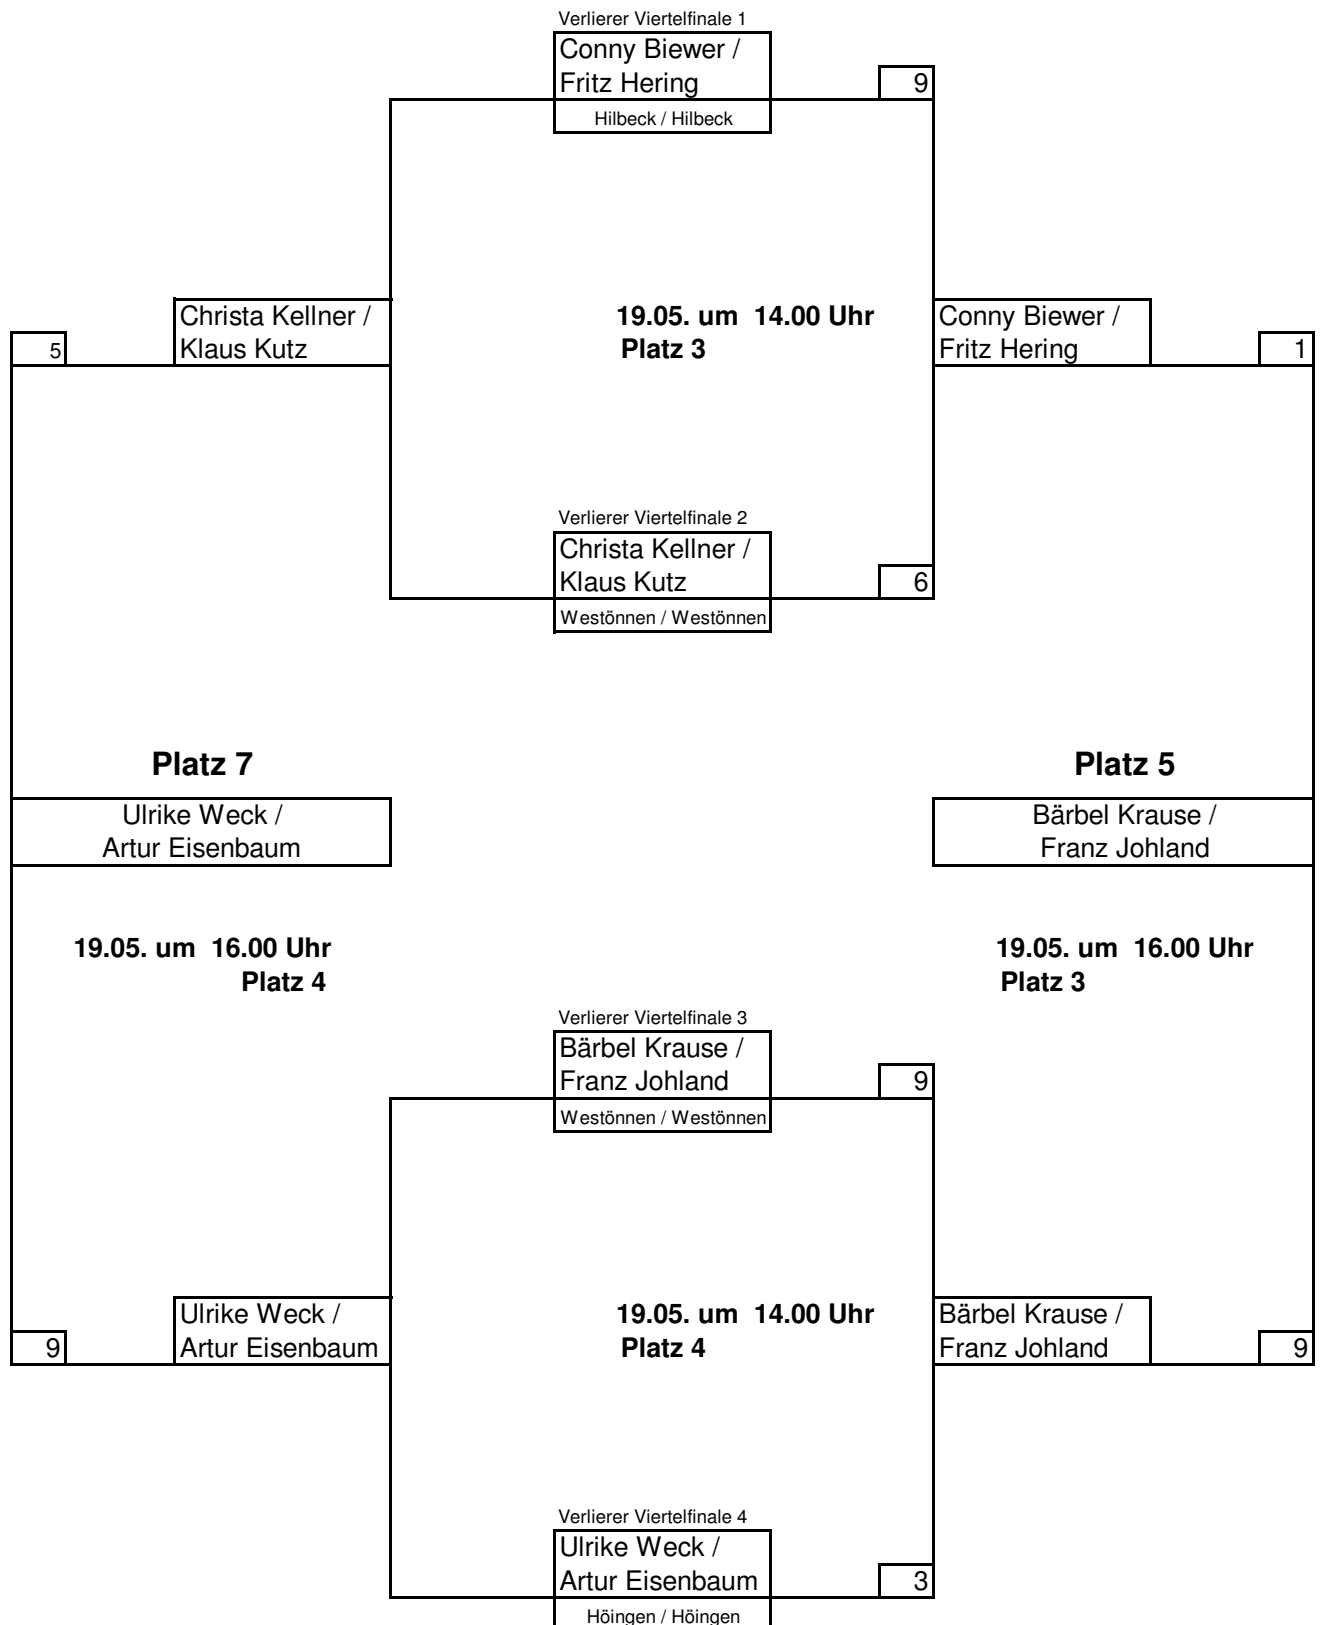 Verlierer Viertelfinale 1
Conny Biewer /
Fritz Hering
9
Hilbeck / Hilbeck
Christa Kellner /
Klaus Kutz
5
19.05. um 14.00 Uhr
Platz 3
Conny Biewer /
Fritz Hering
1
Verlierer Viertelfinale 2
Christa Kellner /
Klaus Kutz
6
Westönnen / Westönnen
Platz 7
Ulrike Weck /
Artur Eisenbaum
19.05. um 16.00 Uhr
Platz 4
Platz 5
Bärbel Krause /
Franz Johland
19.05. um 16.00 Uhr
Platz 3
Verlierer Viertelfinale 3
Bärbel Krause /
Franz Johland
9
Westönnen / Westönnen
Ulrike Weck /
Artur Eisenbaum
9
19.05. um 14.00 Uhr
Platz 4
Bärbel Krause /
Franz Johland
9
Verlierer Viertelfinale 4
Ulrike Weck /
Artur Eisenbaum
3
Höingen / Höingen